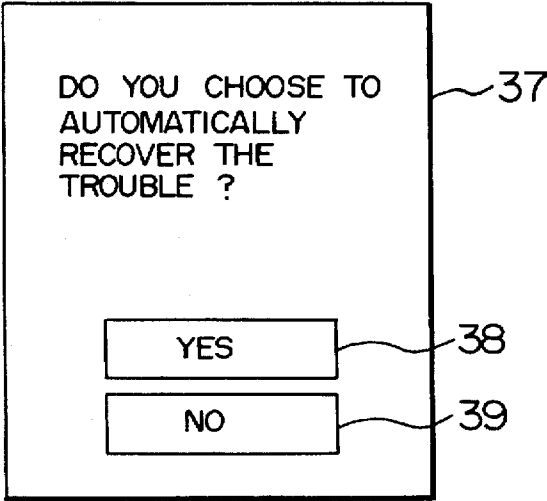 DO YOU CHOOSE TO
AUTOMATICALLY
RECOVER THE
TROUBLE ?
37
YES
38
NO
39